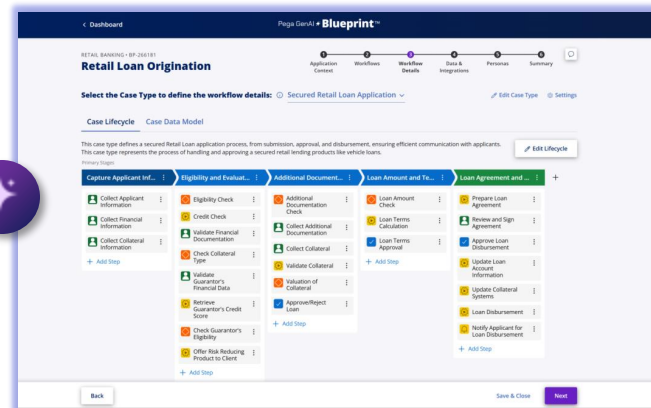 < Dashboard
Pega GenAI Blueprint™
RETAIL BANKING • BP-266181
Retail Loan Origination
1 2 3 4 5 6
Application Context
Workflows
Workflow Details
Data & Integrations
Personas
Summary
Select the Case Type to define the workflow details:
Secured Retail Loan Application
Edit Case Type
Settings
Case Lifecycle
Case Data Model
This case type defines a secured Retail Loan application process, from submission, approval, and disbursement, ensuring efficient communication with applicants.
This case type represents the process of handling and approving a secured retail lending products like vehicle loans.
Edit Lifecycle
Primary Stages
Capture Applicant Inf...
Eligibility and Evaluat...
Additional Document...
Loan Amount and Te...
Loan Agreement and ...
+
Collect Applicant
Information
Collect Financial
Information
Collect Collateral
Information
+ Add Step
Eligibility Check
Credit Check
Validate Financial
Documentation
Check Collateral
Type
Validate
Guarantor's
Financial Data
Retrieve
Guarantor's Credit
Score
Check Guarantor's
Eligibility
Offer Risk Reducing
Product to Client
+ Add Step
Additional
Documentation
Check
Collect Additional
Documentation
Collect Collateral
Validate Collateral
Valuation of
Collateral
Approve/Reject
Loan
+ Add Step
Loan Amount
Check
Loan Terms
Calculation
Loan Terms
Approval
+ Add Step
Prepare Loan
Agreement
Review and Sign
Agreement
Approve Loan
Disbursement
Update Loan
Account
Information
Update Collateral
Systems
Loan Disbursement
Notify Applicant for
Loan Disbursement
+ Add Step
Back
Save & Close
Next